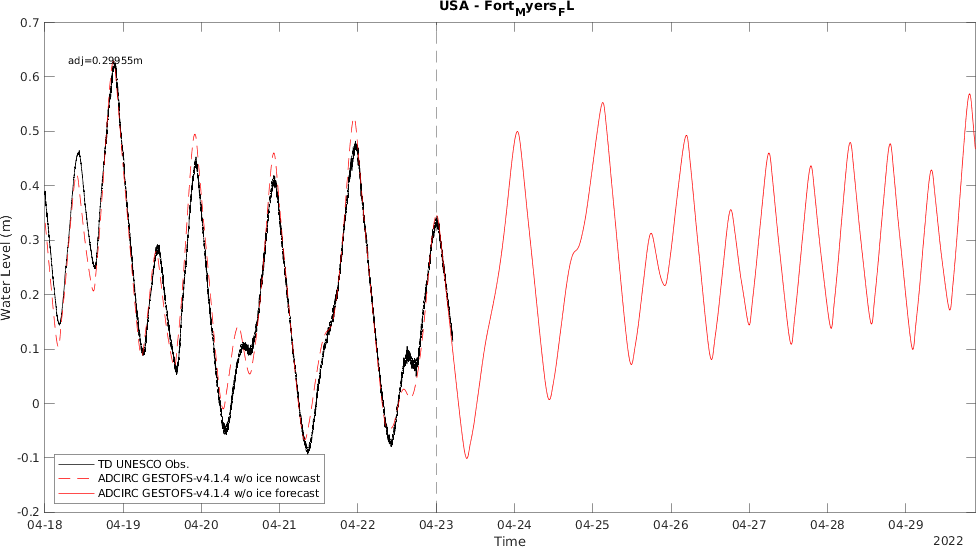 USA - Fort_Myers_FL
adj=0.29955m
0.7
0.6
0.5
0.4
0.3
0.2
0.1
0
-0.1
-0.2
Water Level (m)
TD UNESCO Obs.
ADCIRC GESTOFS-v4.1.4 w/o ice nowcast
ADCIRC GESTOFS-v4.1.4 w/o ice forecast
04-18 04-19 04-20 04-21 04-22 04-23 04-24 04-25 04-26 04-27 04-28 04-29
Time
2022